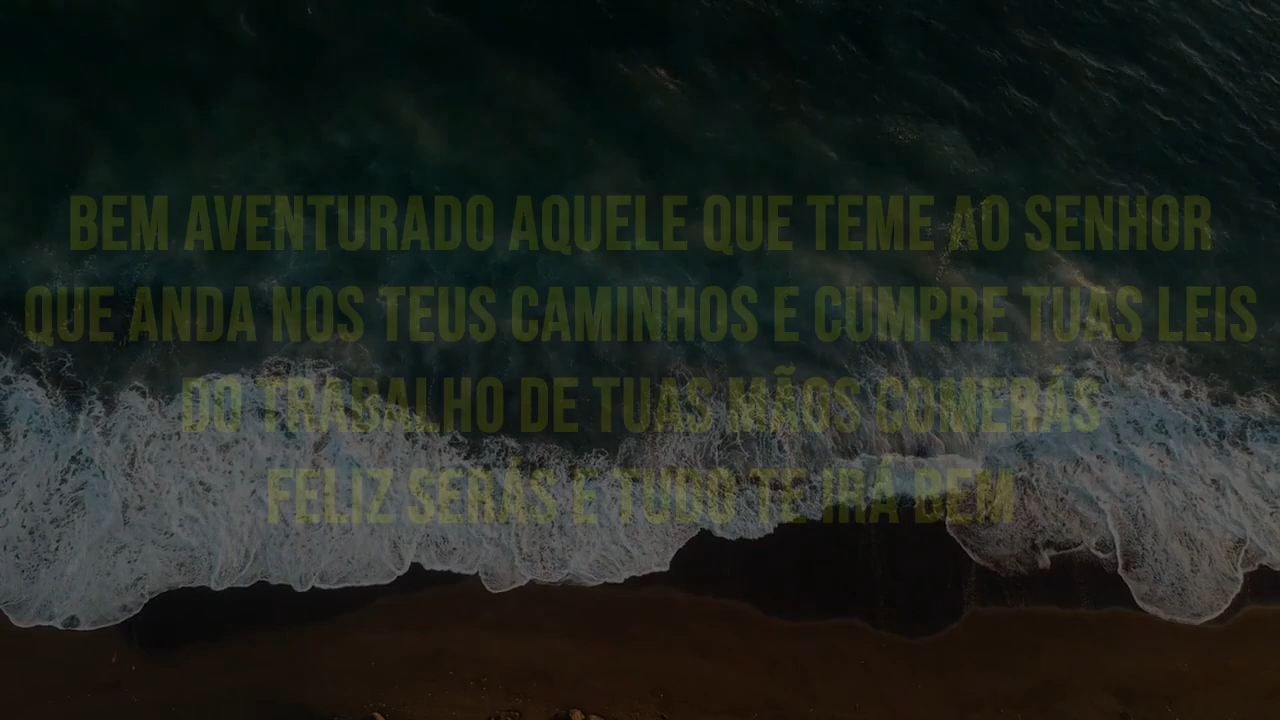 BEM AVENTURADO AQUELE QUE TEME AO SENHOR
QUE ANDA NOS TEUS CAMINHOS E CUMPRE TUAS LEIS
DO TRABALHO DE TUAS MÃOS COMERÁS
FELIZ SERÁS E TUDO TE IRÁ BEM